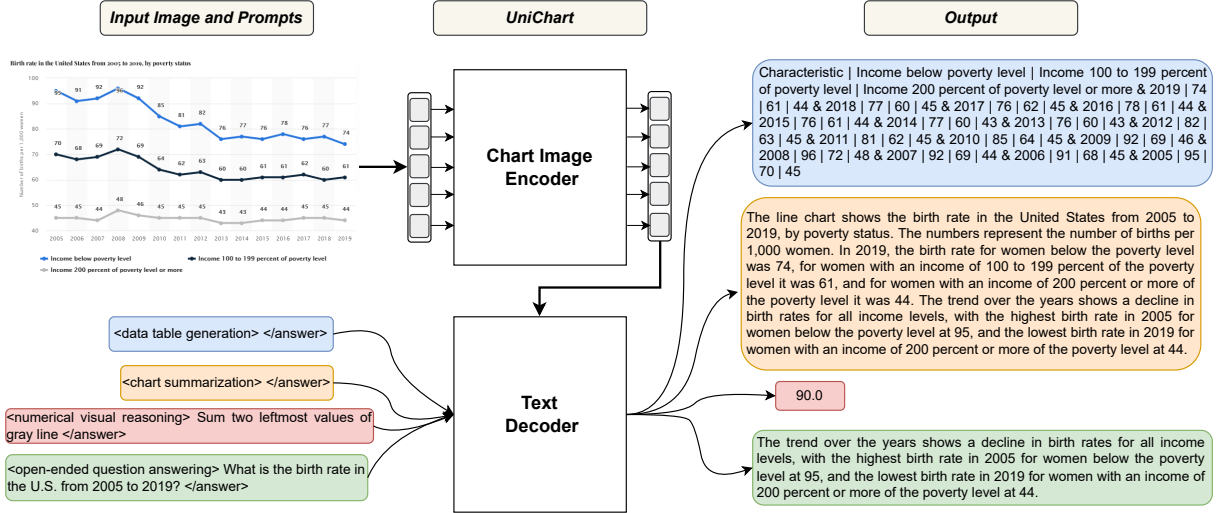 Input Image and Prompts
UniChart
Output
Birth rate in the United States from 2005 to 2019, by poverty status
Number of births per 1,000 women
100
90
80
70
60
50
40
95 91 92 96 92 85 81 82 76 77 76 78 76 77 74
70 68 69 72 69 64 62 63 60 60 61 61 62 60 61
45 45 44 48 46 45 45 45 43 43 44 44 45 45 44
2005 2006 2007 2008 2009 2010 2011 2012 2013 2014 2015 2016 2017 2018 2019
Income below poverty level
Income 100 to 199 percent of poverty level
Income 200 percent of poverty level or more
Chart Image
Encoder
Text
Decoder
<data table generation> </answer>
<chart summarization> </answer>
<numerical visual reasoning> Sum two leftmost values of
gray line </answer>
<open-ended question answering> What is the birth rate in
the U.S. from 2005 to 2019? </answer>
Characteristic | Income below poverty level | Income 100 to 199 percent
of poverty level | Income 200 percent of poverty level or more & 2019 | 74
| 61 | 44 & 2018 | 77 | 60 | 45 & 2017 | 76 | 62 | 45 & 2016 | 78 | 61 | 44 &
2015 | 76 | 61 | 44 & 2014 | 77 | 60 | 43 & 2013 | 76 | 60 | 43 & 2012 | 82 |
63 | 45 & 2011 | 81 | 62 | 45 & 2010 | 85 | 64 | 45 & 2009 | 92 | 69 | 46 &
2008 | 96 | 72 | 48 & 2007 | 92 | 69 | 44 & 2006 | 91 | 68 | 45 & 2005 | 95 |
70 | 45
The line chart shows the birth rate in the United States from 2005 to
2019, by poverty status. The numbers represent the number of births per
1,000 women. In 2019, the birth rate for women below the poverty level
was 74, for women with an income of 100 to 199 percent of the poverty
level it was 61, and for women with an income of 200 percent or more of
the poverty level it was 44. The trend over the years shows a decline in
birth rates for all income levels, with the highest birth rate in 2005 for
women below the poverty level at 95, and the lowest birth rate in 2019 for
women with an income of 200 percent or more of the poverty level at 44.
90.0
The trend over the years shows a decline in birth rates for all income
levels, with the highest birth rate in 2005 for women below the poverty
level at 95, and the lowest birth rate in 2019 for women with an income of
200 percent or more of the poverty level at 44.